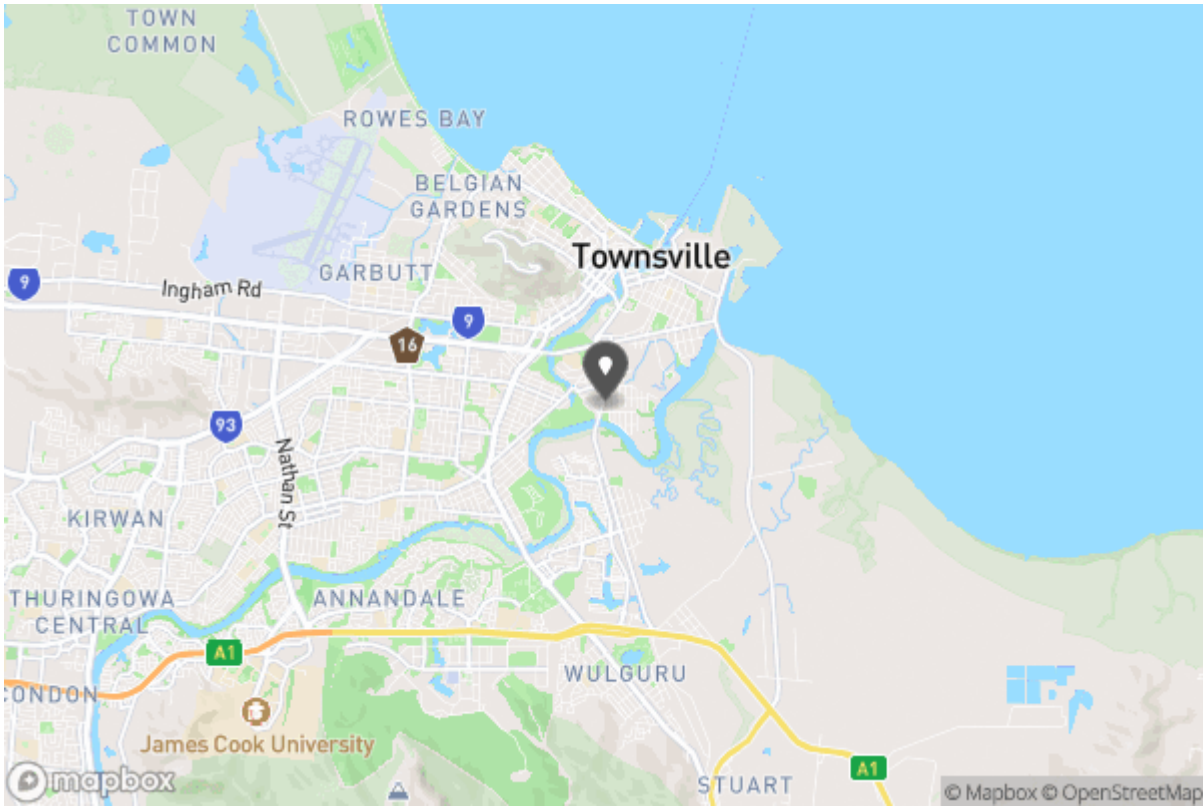 TOWN
COMMON
ROWES BAY
BELGIAN
GARDENS
Townsville
GARBUTT
9
Ingham Rd
9
16
93
Nathan St
KIRWAN
THURINGOWA
CENTRAL
ANNANDALE
A1
WULGURU
CONDON
James Cook University
A1
STUART
mapbox
© Mapbox © OpenStreetMap